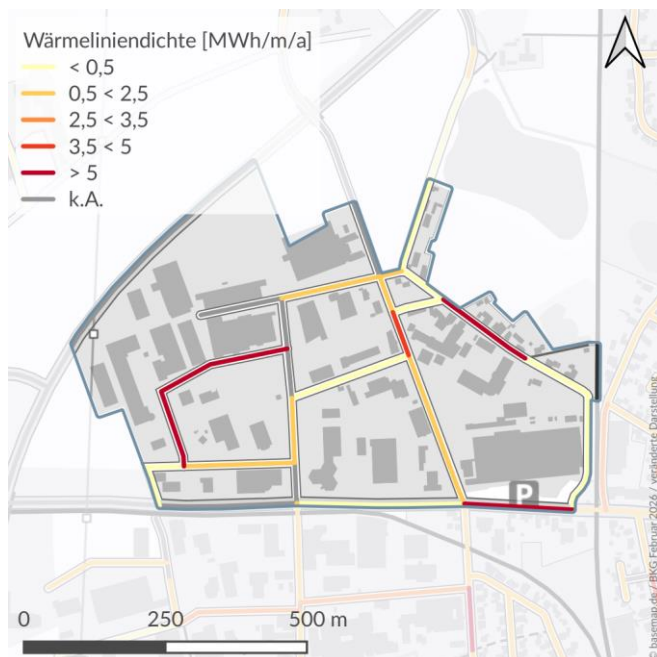 Wärmeliniendichte [MWh/m/a]
< 0,5
0,5 < 2,5
2,5 < 3,5
3,5 < 5
> 5
k.A.
P
0 250 500 m
© basemap.de / BKG Februar 2026 / veränderte Darstellung